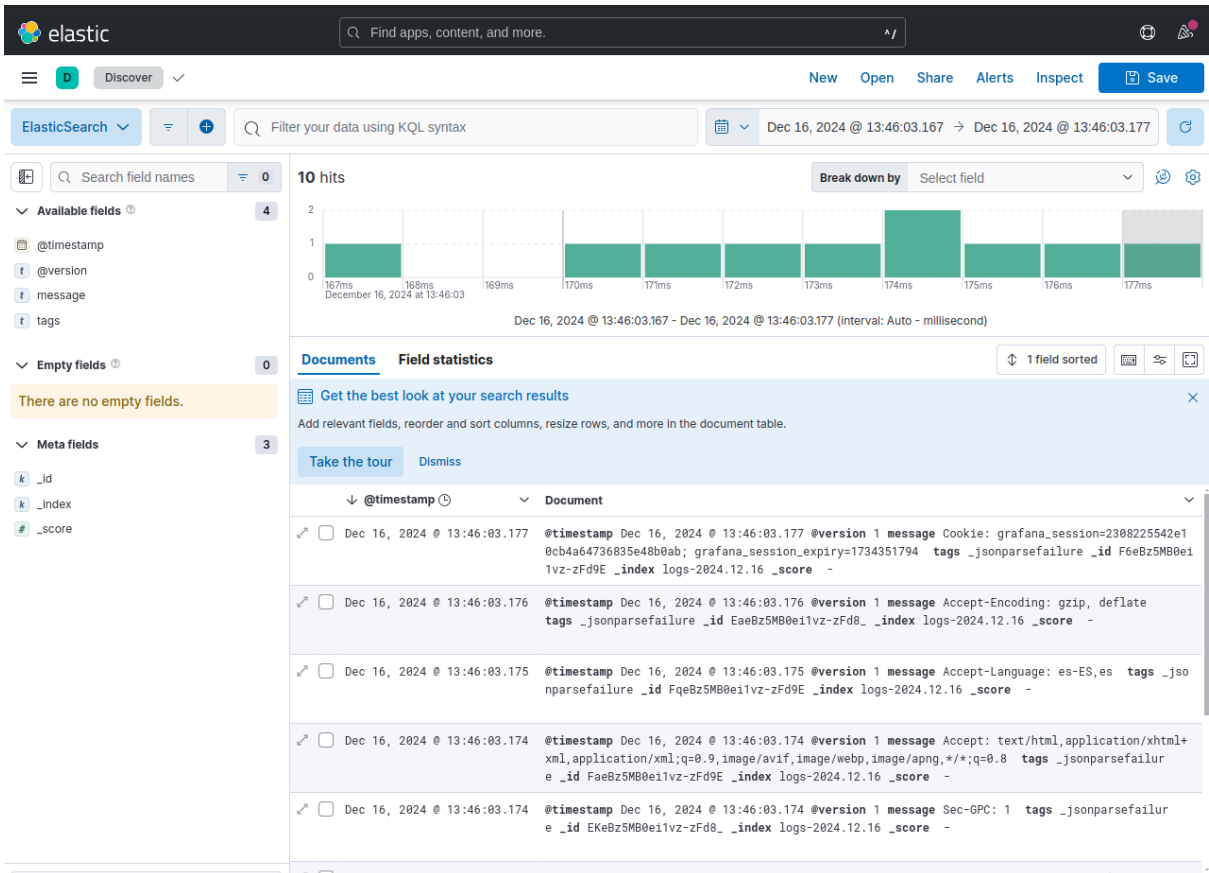 elastic
Find apps, content, and more.
^/
D
Discover
New
Open
Share
Alerts
Inspect
Save
ElasticSearch
Filter your data using KQL syntax
Dec 16, 2024 @ 13:46:03.167 → Dec 16, 2024 @ 13:46:03.177
Search field names
0
Available fields
4
@timestamp
t @version
t message
t tags
Empty fields
0
There are no empty fields.
Meta fields
3
k _id
k _index
# _score
10 hits
Break down by
Select field
2
1
0
167ms
168ms
169ms
170ms
171ms
172ms
173ms
174ms
175ms
176ms
177ms
December 16, 2024 at 13:46:03
Dec 16, 2024 @ 13:46:03.167 - Dec 16, 2024 @ 13:46:03.177 (interval: Auto - millisecond)
Documents
Field statistics
1 field sorted
Get the best look at your search results
Add relevant fields, reorder and sort columns, resize rows, and more in the document table.
Take the tour
Dismiss
@timestamp
Document
Dec 16, 2024 @ 13:46:03.177
@timestamp Dec 16, 2024 @ 13:46:03.177 @version 1 message Cookie: grafana_session=2308225542e1
0cb4a64736835e48b0ab; grafana_session_expiry=1734351794 tags _jsonparsefailure _id F6eBz5MB0ei
1vz-zFd9E _index logs-2024.12.16 _score -
Dec 16, 2024 @ 13:46:03.176
@timestamp Dec 16, 2024 @ 13:46:03.176 @version 1 message Accept-Encoding: gzip, deflate
tags _jsonparsefailure _id EaeBz5MB0ei1vz-zFd8_ _index logs-2024.12.16 _score -
Dec 16, 2024 @ 13:46:03.175
@timestamp Dec 16, 2024 @ 13:46:03.175 @version 1 message Accept-Language: es-ES,es tags _jso
nparsefailure _id FqeBz5MB0ei1vz-zFd9E _index logs-2024.12.16 _score -
Dec 16, 2024 @ 13:46:03.174
@timestamp Dec 16, 2024 @ 13:46:03.174 @version 1 message Accept: text/html,application/xhtml+
xml,application/xml;q=0.9,image/avif,image/webp,image/apng,*/*;q=0.8 tags _jsonparsefailur
e _id FaeBz5MB0ei1vz-zFd9E _index logs-2024.12.16 _score -
Dec 16, 2024 @ 13:46:03.174
@timestamp Dec 16, 2024 @ 13:46:03.174 @version 1 message Sec-GPC: 1 tags _jsonparsefailur
e _id EKeBz5MB0ei1vz-zFd8_ _index logs-2024.12.16 _score -